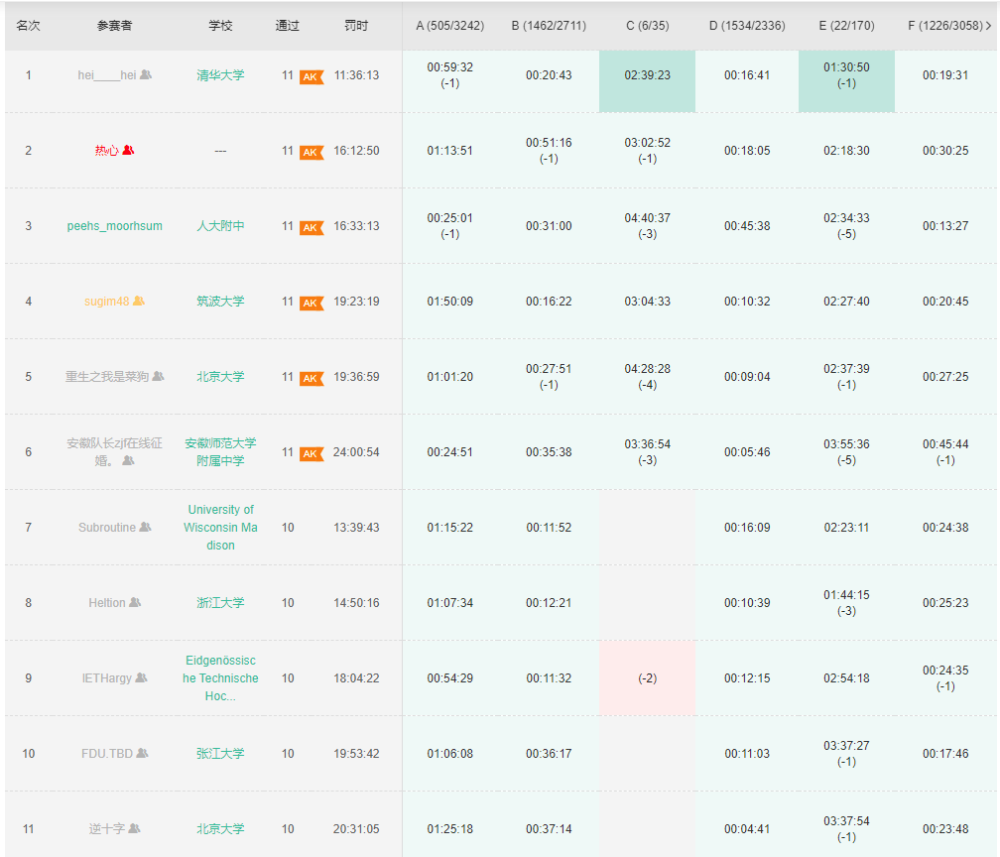 名次 参赛者 学校 通过 罚时 A (505/3242) B (1462/2711) C (6/35) D (1534/2336) E (22/170) F (1226/3058)
1 hei____hei 清华大学 11 AK 11:36:13 00:59:32 (-1) 00:20:43 02:39:23 00:16:41 01:30:50 (-1) 00:19:31
2 热心 --- 11 AK 16:12:50 01:13:51 00:51:16 (-1) 03:02:52 (-1) 00:18:05 02:18:30 00:30:25
3 peehs_moorhsum 人大附中 11 AK 16:33:13 00:25:01 (-1) 00:31:00 04:40:37 (-3) 00:45:38 02:34:33 (-5) 00:13:27
4 sugim48 筑波大学 11 AK 19:23:19 01:50:09 00:16:22 03:04:33 00:10:32 02:27:40 00:20:45
5 重生之我是菜狗 北京大学 11 AK 19:36:59 01:01:20 00:27:51 (-1) 04:28:28 (-4) 00:09:04 02:37:39 (-1) 00:27:25
6 安徽队长zjf在线征婚。 安徽师范大学附属中学 11 AK 24:00:54 00:24:51 00:35:38 03:36:54 (-3) 00:05:46 03:55:36 (-5) 00:45:44 (-1)
7 Subroutine University of Wisconsin Madison 10 13:39:43 01:15:22 00:11:52 00:16:09 02:23:11 00:24:38
8 Heltion 浙江大学 10 14:50:16 01:07:34 00:12:21 00:10:39 01:44:15 (-3) 00:25:23
9 IETHargy Eidgenössische Technische Hoc... 10 18:04:22 00:54:29 00:11:32 (-2) 00:12:15 02:54:18 00:24:35 (-1)
10 FDU.TBD 张江大学 10 19:53:42 01:06:08 00:36:17 00:11:03 03:37:27 (-1) 00:17:46
11 逆十字 北京大学 10 20:31:05 01:25:18 00:37:14 00:04:41 03:37:54 (-1) 00:23:48